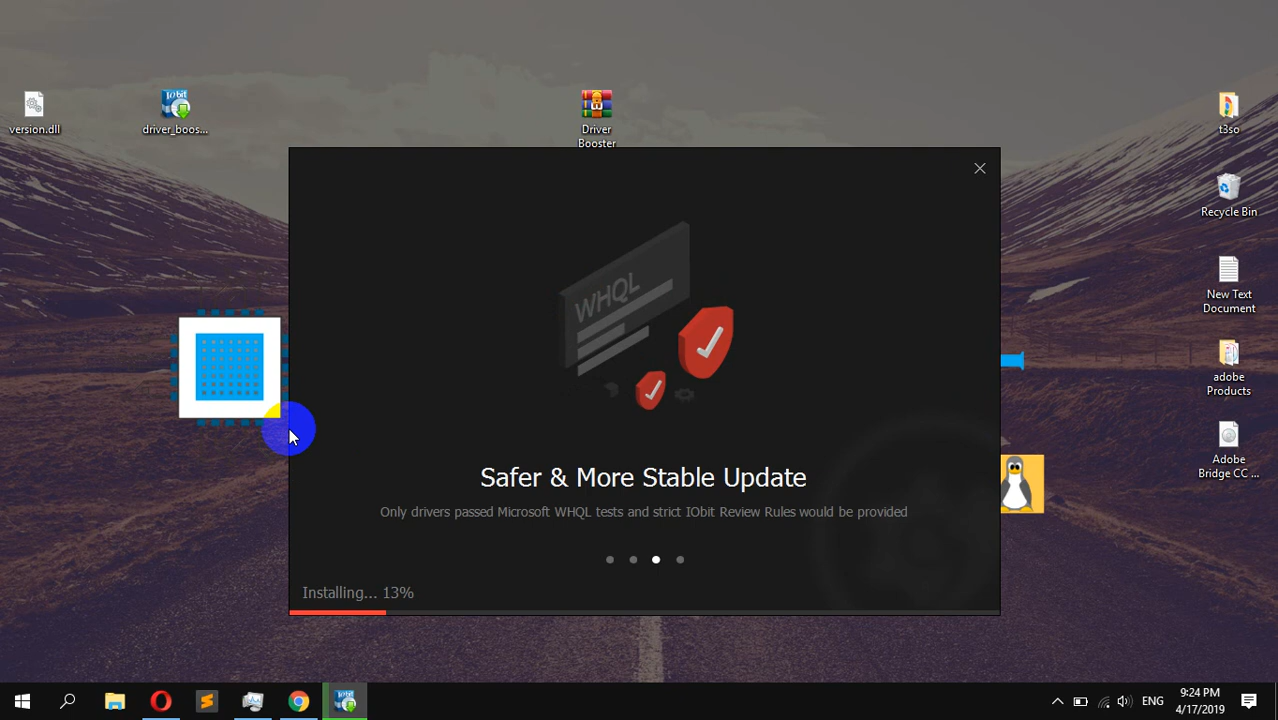 version.dll
driver_boos...
Driver
Booster
t3so
Recycle Bin
New Text
Document
adobe
Products
Adobe
Bridge CC ...
WHQL
Safer & More Stable Update
Only drivers passed Microsoft WHQL tests and strict IObit Review Rules would be provided
Installing... 13%
ENG
9:24 PM
4/17/2019